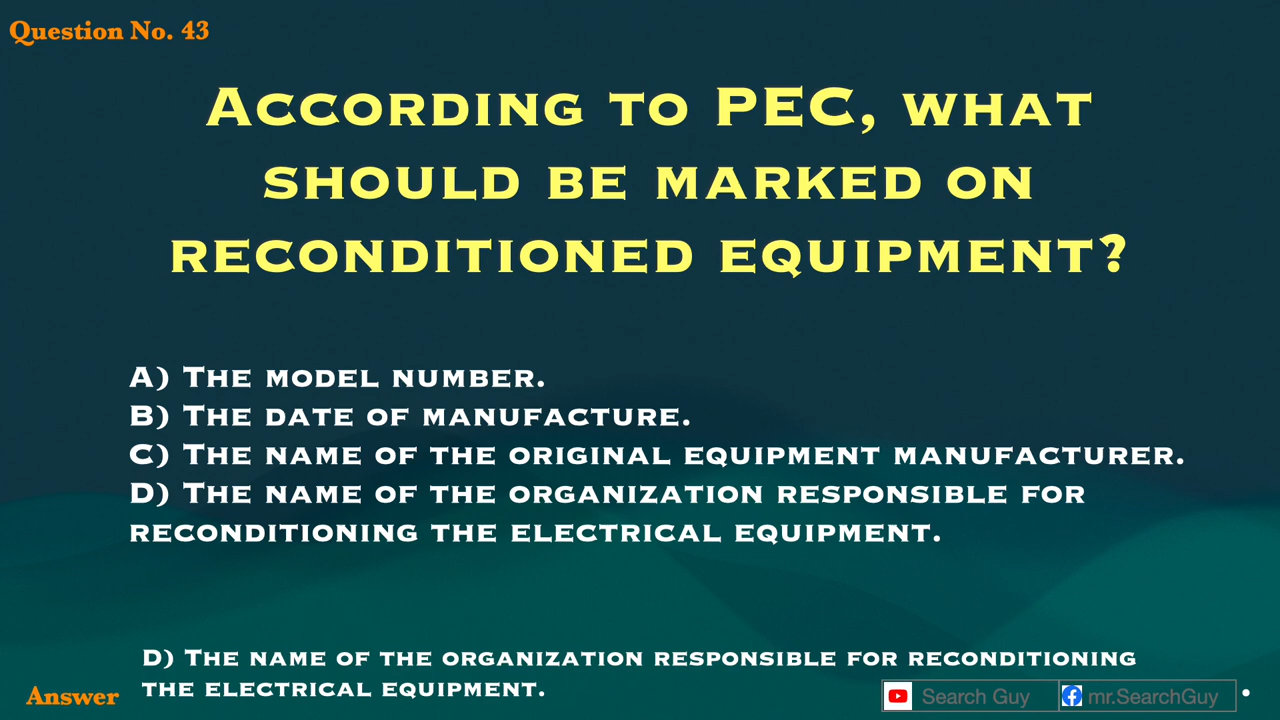 Question No. 43
According to PEC, what
should be marked on
reconditioned equipment?
A) The model number.
B) The date of manufacture.
C) The name of the original equipment manufacturer.
D) The name of the organization responsible for
reconditioning the electrical equipment.
D) The name of the organization responsible for reconditioning
the electrical equipment.
Answer
Search Guy
mr.SearchGuy